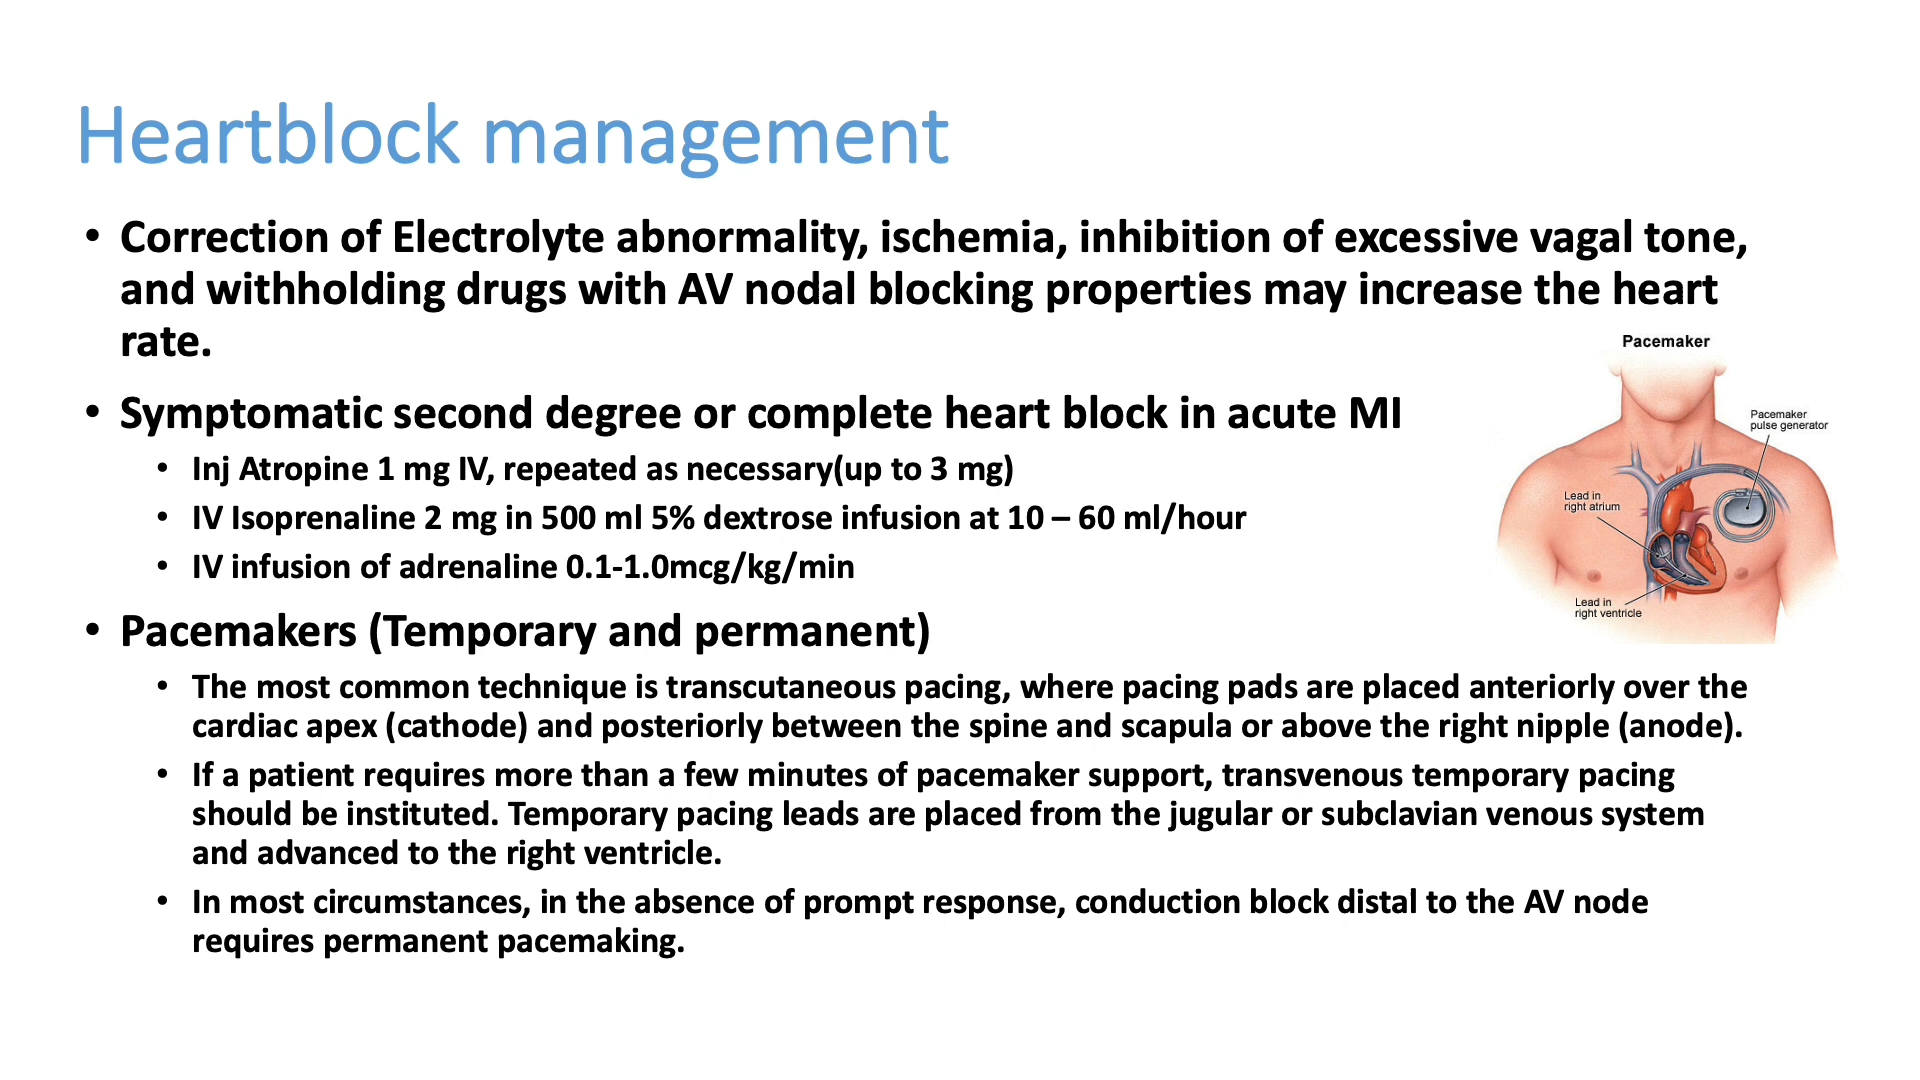 Heartblock management
• Correction of Electrolyte abnormality, ischemia, inhibition of excessive vagal tone,
and withholding drugs with AV nodal blocking properties may increase the heart
rate.
• Symptomatic second degree or complete heart block in acute MI
• Inj Atropine 1 mg IV, repeated as necessary(up to 3 mg)
• IV Isoprenaline 2 mg in 500 ml 5% dextrose infusion at 10 – 60 ml/hour
• IV infusion of adrenaline 0.1-1.0mcg/kg/min
• Pacemakers (Temporary and permanent)
• The most common technique is transcutaneous pacing, where pacing pads are placed anteriorly over the
cardiac apex (cathode) and posteriorly between the spine and scapula or above the right nipple (anode).
• If a patient requires more than a few minutes of pacemaker support, transvenous temporary pacing
should be instituted. Temporary pacing leads are placed from the jugular or subclavian venous system
and advanced to the right ventricle.
• In most circumstances, in the absence of prompt response, conduction block distal to the AV node
requires permanent pacemaking.
Pacemaker
Pacemaker
pulse generator
Lead in
right atrium
Lead in
right ventricle